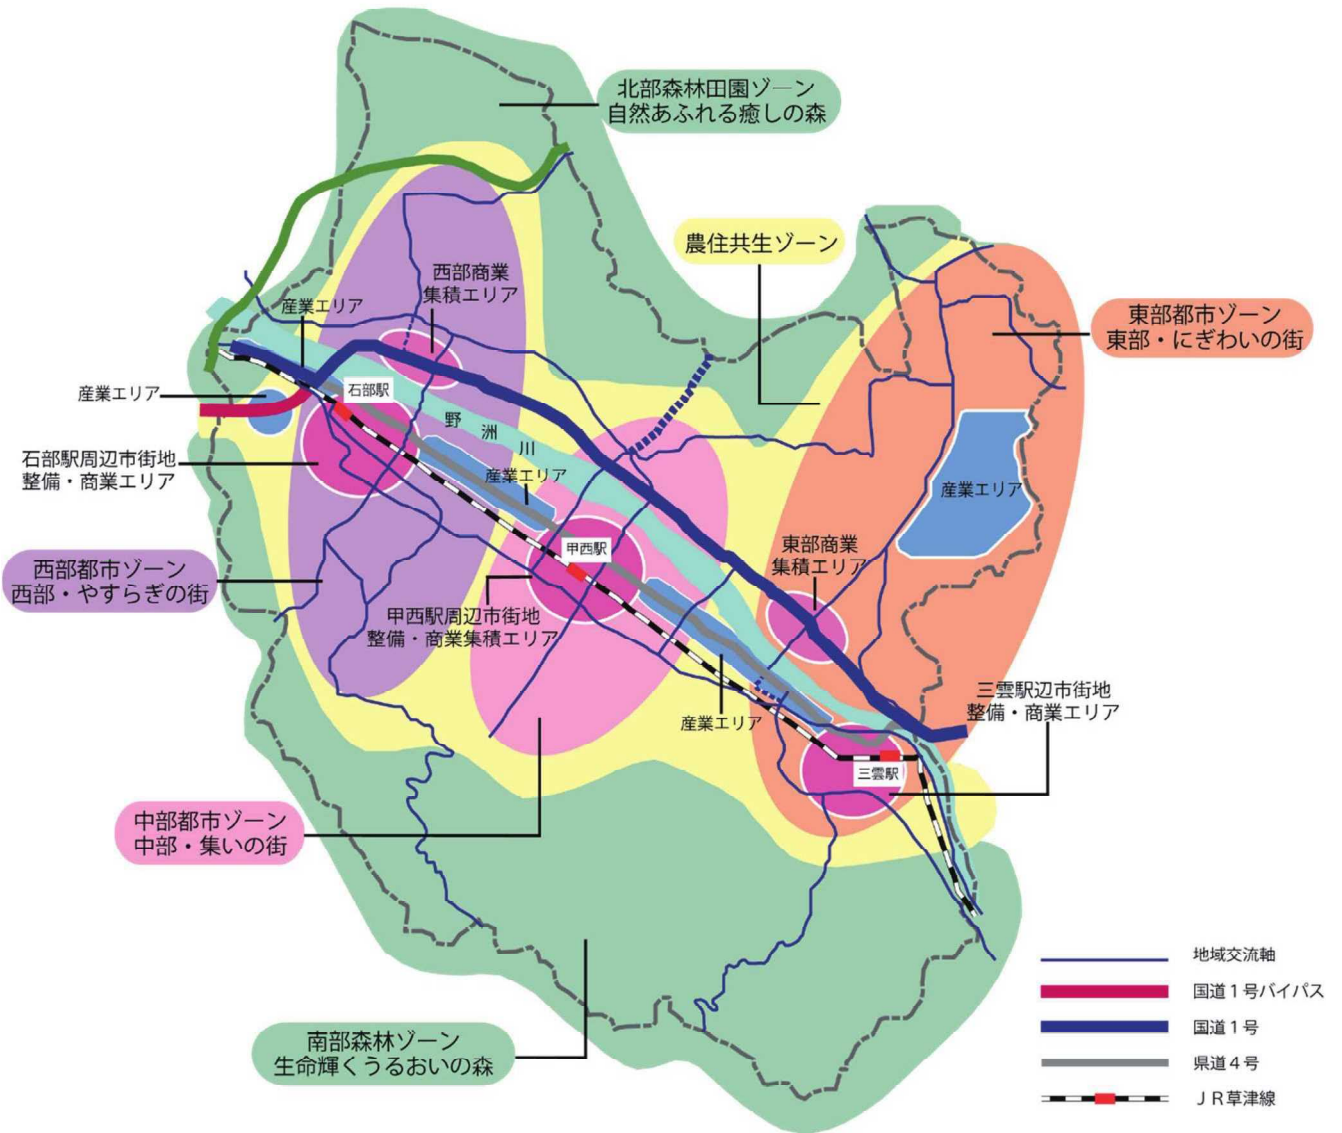 北部森林田園ゾーン
自然あふれる癒しの森
農住共生ゾーン
西部商業
集積エリア
産業エリア
東部都市ゾーン
東部・にぎわいの街
産業エリア
石部駅
野洲川
石部駅周辺市街地
整備・商業エリア
産業エリア
産業エリア
甲西駅
東部商業
集積エリア
西部都市ゾーン
西部・やすらぎの街
甲西駅周辺市街地
整備・商業集積エリア
三雲駅辺市街地
整備・商業エリア
産業エリア
三雲駅
中部都市ゾーン
中部・集いの街
南部森林ゾーン
生命輝くうるおいの森
地域交流軸
国道1号バイパス
国道1号
県道4号
JR草津線